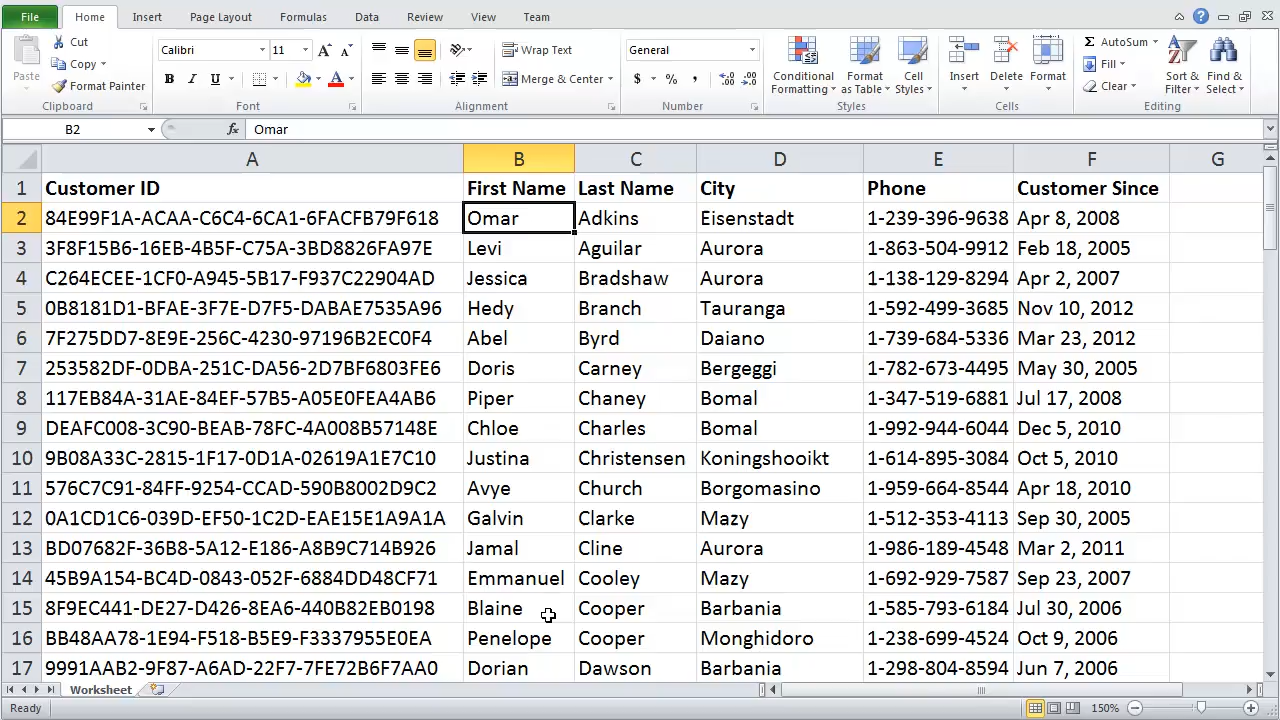 File Home Insert Page Layout Formulas Data Review View Team
Cut Calibri 11 Wrap Text General AutoSum
Paste Copy Conditional Formatting Format as Table Cell Styles Insert Delete Format Fill Sort & Filter Find & Select
Format Painter B I U Merge & Center $ % , Clear
Clipboard Font Alignment Number Styles Cells Editing
B2 fx Omar
A B C D E F G
1 Customer ID First Name Last Name City Phone Customer Since
2 84E99F1A-ACAA-C6C4-6CA1-6FACFB79F618 Omar Adkins Eisenstadt 1-239-396-9638 Apr 8, 2008
3 3F8F15B6-16EB-4B5F-C75A-3BD8826FA97E Levi Aguilar Aurora 1-863-504-9912 Feb 18, 2005
4 C264ECEE-1CF0-A945-5B17-F937C22904AD Jessica Bradshaw Aurora 1-138-129-8294 Apr 2, 2007
5 0B8181D1-BFAE-3F7E-D7F5-DABAE7535A96 Hedy Branch Tauranga 1-592-499-3685 Nov 10, 2012
6 7F275DD7-8E9E-256C-4230-97196B2EC0F4 Abel Byrd Daiano 1-739-684-5336 Mar 23, 2012
7 253582DF-0DBA-251C-DA56-2D7BF6803FE6 Doris Carney Bergeggi 1-782-673-4495 May 30, 2005
8 117EB84A-31AE-84EF-57B5-A05E0FEA4AB6 Piper Chaney Bomal 1-347-519-6881 Jul 17, 2008
9 DEAFC008-3C90-BEAB-78FC-4A008B57148E Chloe Charles Bomal 1-992-944-6044 Dec 5, 2010
10 9B08A33C-2815-1F17-0D1A-02619A1E7C10 Justina Christensen Koningshooikt 1-614-895-3084 Oct 5, 2010
11 576C7C91-84FF-9254-CCAD-590B8002D9C2 Avye Church Borgomasino 1-959-664-8544 Apr 18, 2010
12 0A1CD1C6-039D-EF50-1C2D-EAE15E1A9A1A Galvin Clarke Mazy 1-512-353-4113 Sep 30, 2005
13 BD07682F-36B8-5A12-E186-A8B9C714B926 Jamal Cline Aurora 1-986-189-4548 Mar 2, 2011
14 45B9A154-BC4D-0843-052F-6884DD48CF71 Emmanuel Cooley Mazy 1-692-929-7587 Sep 23, 2007
15 8F9EC441-DE27-D426-8EA6-440B82EB0198 Blaine Cooper Barbania 1-585-793-6184 Jul 30, 2006
16 BB48AA78-1E94-F518-B5E9-F3337955E0EA Penelope Cooper Monghidoro 1-238-699-4524 Oct 9, 2006
17 9991AAB2-9F87-A6AD-22F7-7FE72B6F7AA0 Dorian Dawson Barbania 1-298-804-8594 Jun 7, 2006
Worksheet
Ready 150%